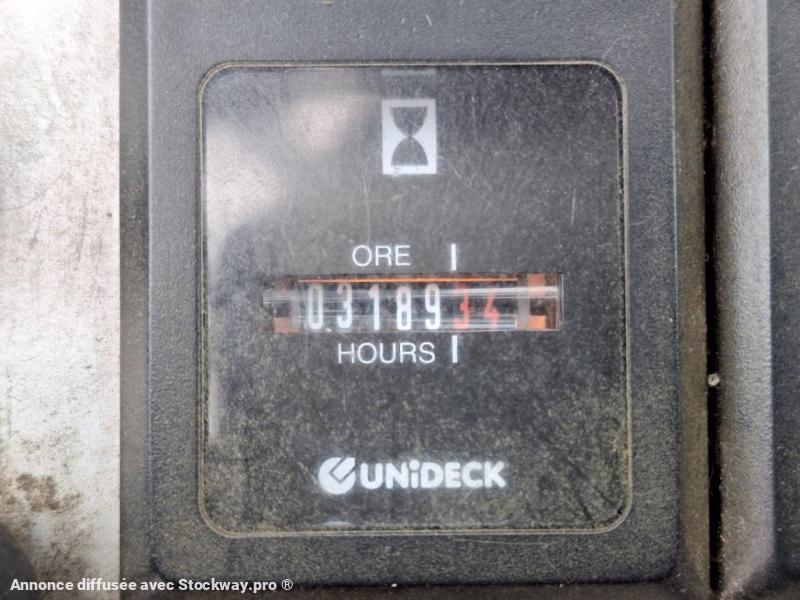 ORE
0318934
HOURS
UNiDECK
Annonce diffusée avec Stockway.pro ®